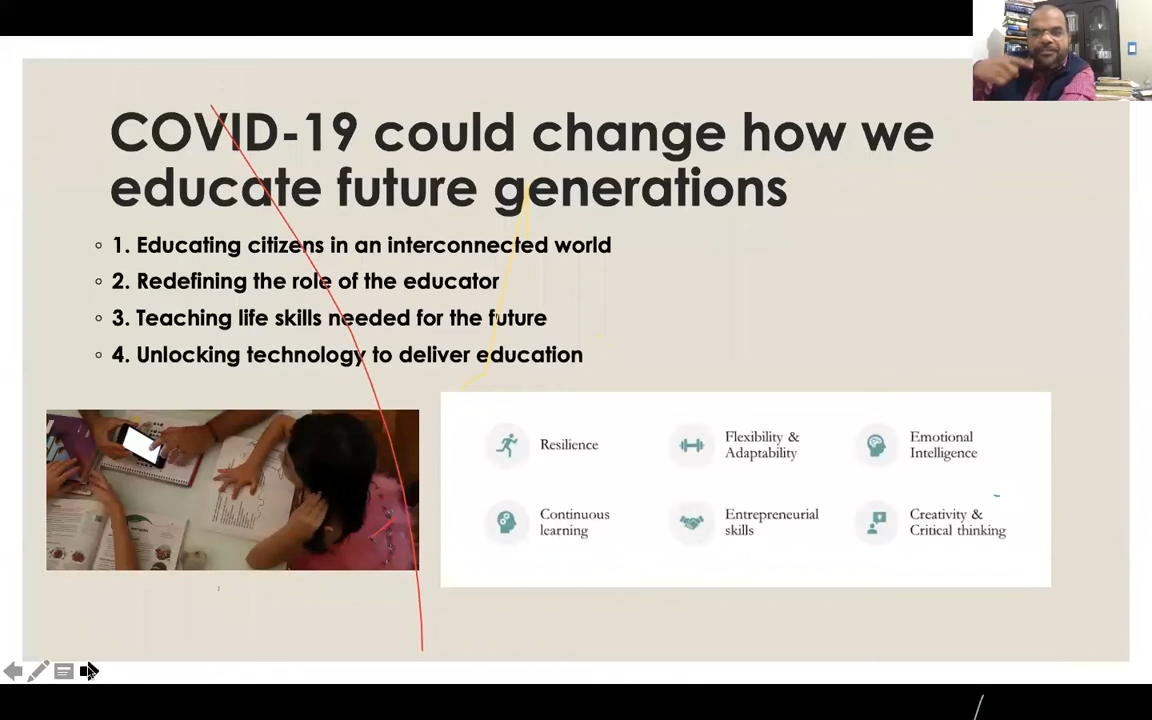 COVID-19 could change how we
educate future generations
1. Educating citizens in an interconnected world
2. Redefining the role of the educator
3. Teaching life skills needed for the future
4. Unlocking technology to deliver education
Resilience
Flexibility &
Adaptability
Emotional
Intelligence
Continuous
learning
Entrepreneurial
skills
Creativity &
Critical thinking